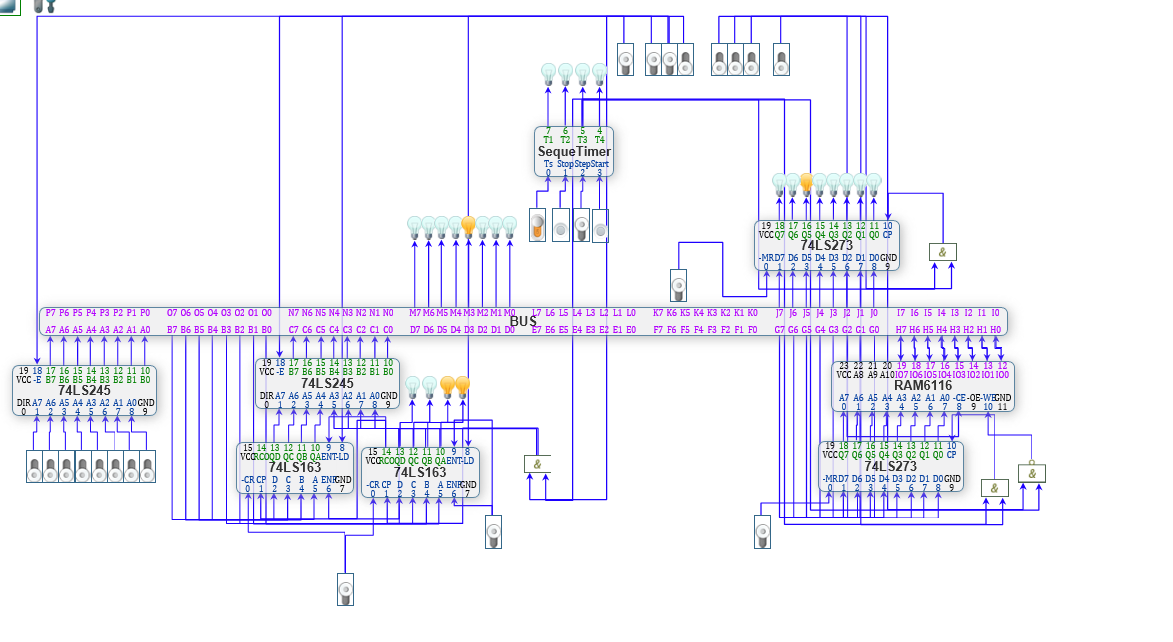 7 6 5 4
T1 T2 T3 T4
SequeTimer
Ts Stop Step Start
0 1 2 3
19 18 17 16 15 14 13 12 11 10
VCC Q7 Q6 Q5 Q4 Q3 Q2 Q1 Q0 CP
74LS273
-MR D7 D6 D5 D4 D3 D2 D1 D0 GND
0 1 2 3 4 5 6 7 8 9
&
P7 P6 P5 P4 P3 P2 P1 P0 O7 O6 O5 O4 O3 O2 O1 O0 N7 N6 N5 N4 N3 N2 N1 N0 M7 M6 M5 M4 M3 M2 M1 M0 L7 L6 L5 L4 L3 L2 L1 L0 K7 K6 K5 K4 K3 K2 K1 K0 J7 J6 J5 J4 J3 J2 J1 J0 I7 I6 I5 I4 I3 I2 I1 I0
BUS
A7 A6 A5 A4 A3 A2 A1 A0 B7 B6 B5 B4 B3 B2 B1 B0 C7 C6 C5 C4 C3 C2 C1 C0 D7 D6 D5 D4 D3 D2 D1 D0 E7 E6 E5 E4 E3 E2 E1 E0 F7 F6 F5 F4 F3 F2 F1 F0 G7 G6 G5 G4 G3 G2 G1 G0 H7 H6 H5 H4 H3 H2 H1 H0
19 18 17 16 15 14 13 12 11 10
VCC -E B7 B6 B5 B4 B3 B2 B1 B0
74LS245
DIR A7 A6 A5 A4 A3 A2 A1 A0 GND
0 1 2 3 4 5 6 7 8 9
19 18 17 16 15 14 13 12 11 10
VCC -E B7 B6 B5 B4 B3 B2 B1 B0
74LS245
DIR A7 A6 A5 A4 A3 A2 A1 A0 GND
0 1 2 3 4 5 6 7 8 9
23 22 21 20 19 18 17 16 15 14 13 12
VCC A8 A9 A10 IO7 IO6 IO5 IO4 IO3 IO2 IO1 IO0
RAM6116
A7 A6 A5 A4 A3 A2 A1 A0 -CE -OE -WE GND
0 1 2 3 4 5 6 7 8 9 10 11
15 14 13 12 11 10 9 8
VCC RCO QD QC QB QA ENT -LD
74LS163
-CR CP D C B A ENP GND
0 1 2 3 4 5 6 7
15 14 13 12 11 10 9 8
VCC RCO QD QC QB QA ENT -LD
74LS163
-CR CP D C B A ENP GND
0 1 2 3 4 5 6 7
&
19 18 17 16 15 14 13 12 11 10
VCC Q7 Q6 Q5 Q4 Q3 Q2 Q1 Q0 CP
74LS273
-MR D7 D6 D5 D4 D3 D2 D1 D0 GND
0 1 2 3 4 5 6 7 8 9
&
&